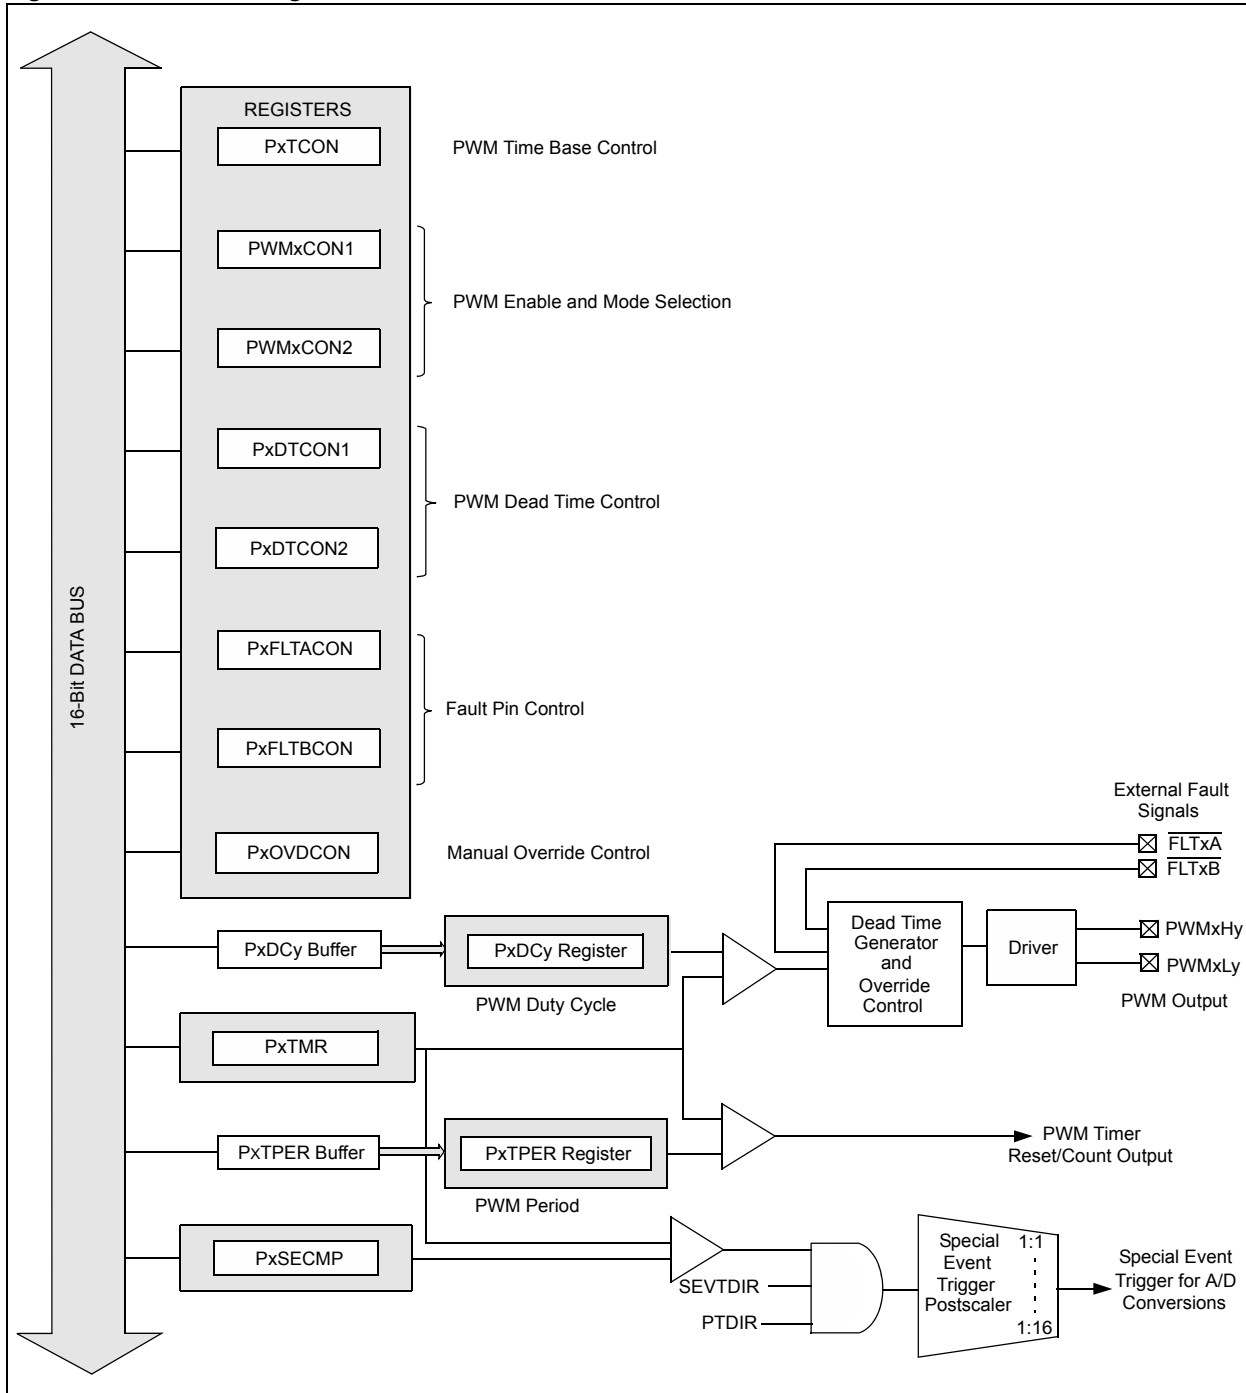 REGISTERS
PxTCON
PWM Time Base Control
PWMxCON1
PWM Enable and Mode Selection
PWMxCON2
PxDTCON1
PWM Dead Time Control
PxDTCON2
16-Bit DATA BUS
PxFLTACON
Fault Pin Control
PxFLTBCON
PxOVDCON
Manual Override Control
External Fault
Signals
FLTxA
FLTxB
PxDCy Buffer
PxDCy Register
PWM Duty Cycle
Dead Time
Generator
and
Override
Control
Driver
PWMxHy
PWMxLy
PWM Output
PxTMR
PxTPER Buffer
PxTPER Register
PWM Period
PWM Timer
Reset/Count Output
PxSECMP
SEVTDIR
PTDIR
Special
Event
Trigger
Postscaler
1:1
1:16
Special Event
Trigger for A/D
Conversions